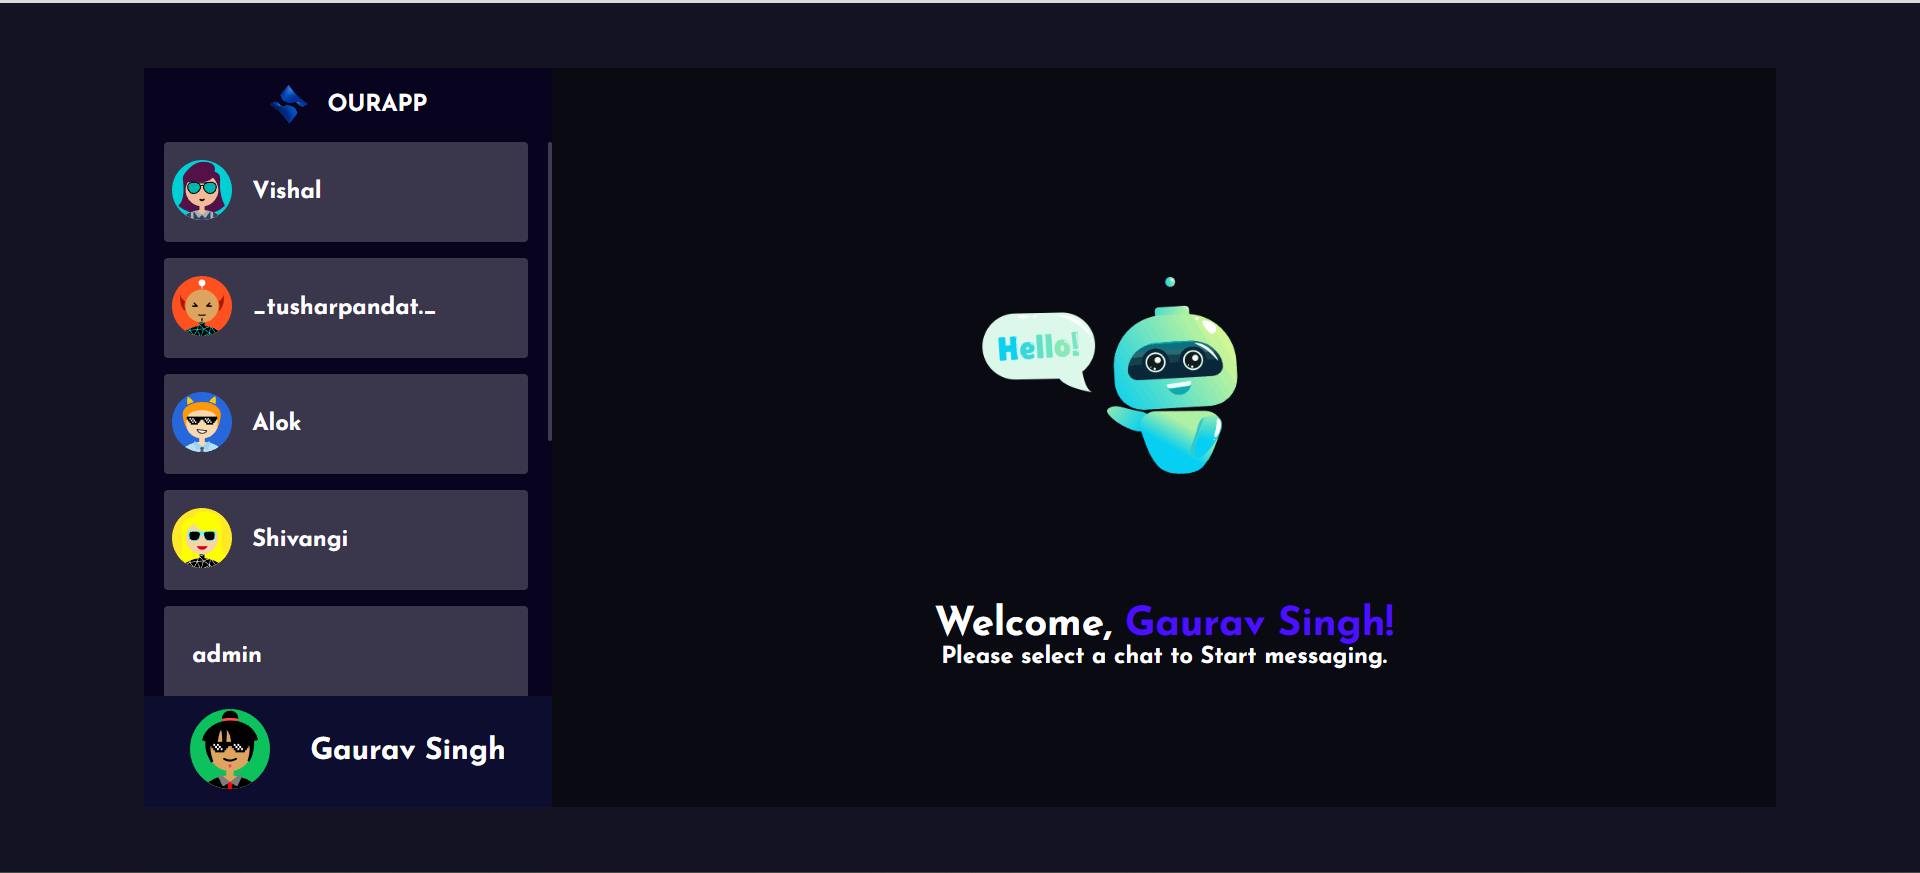 OURAPP
Vishal
_tusharpandat._
Alok
Shivangi
admin
Gaurav Singh
Hello!
Welcome, Gaurav Singh!
Please select a chat to Start messaging.